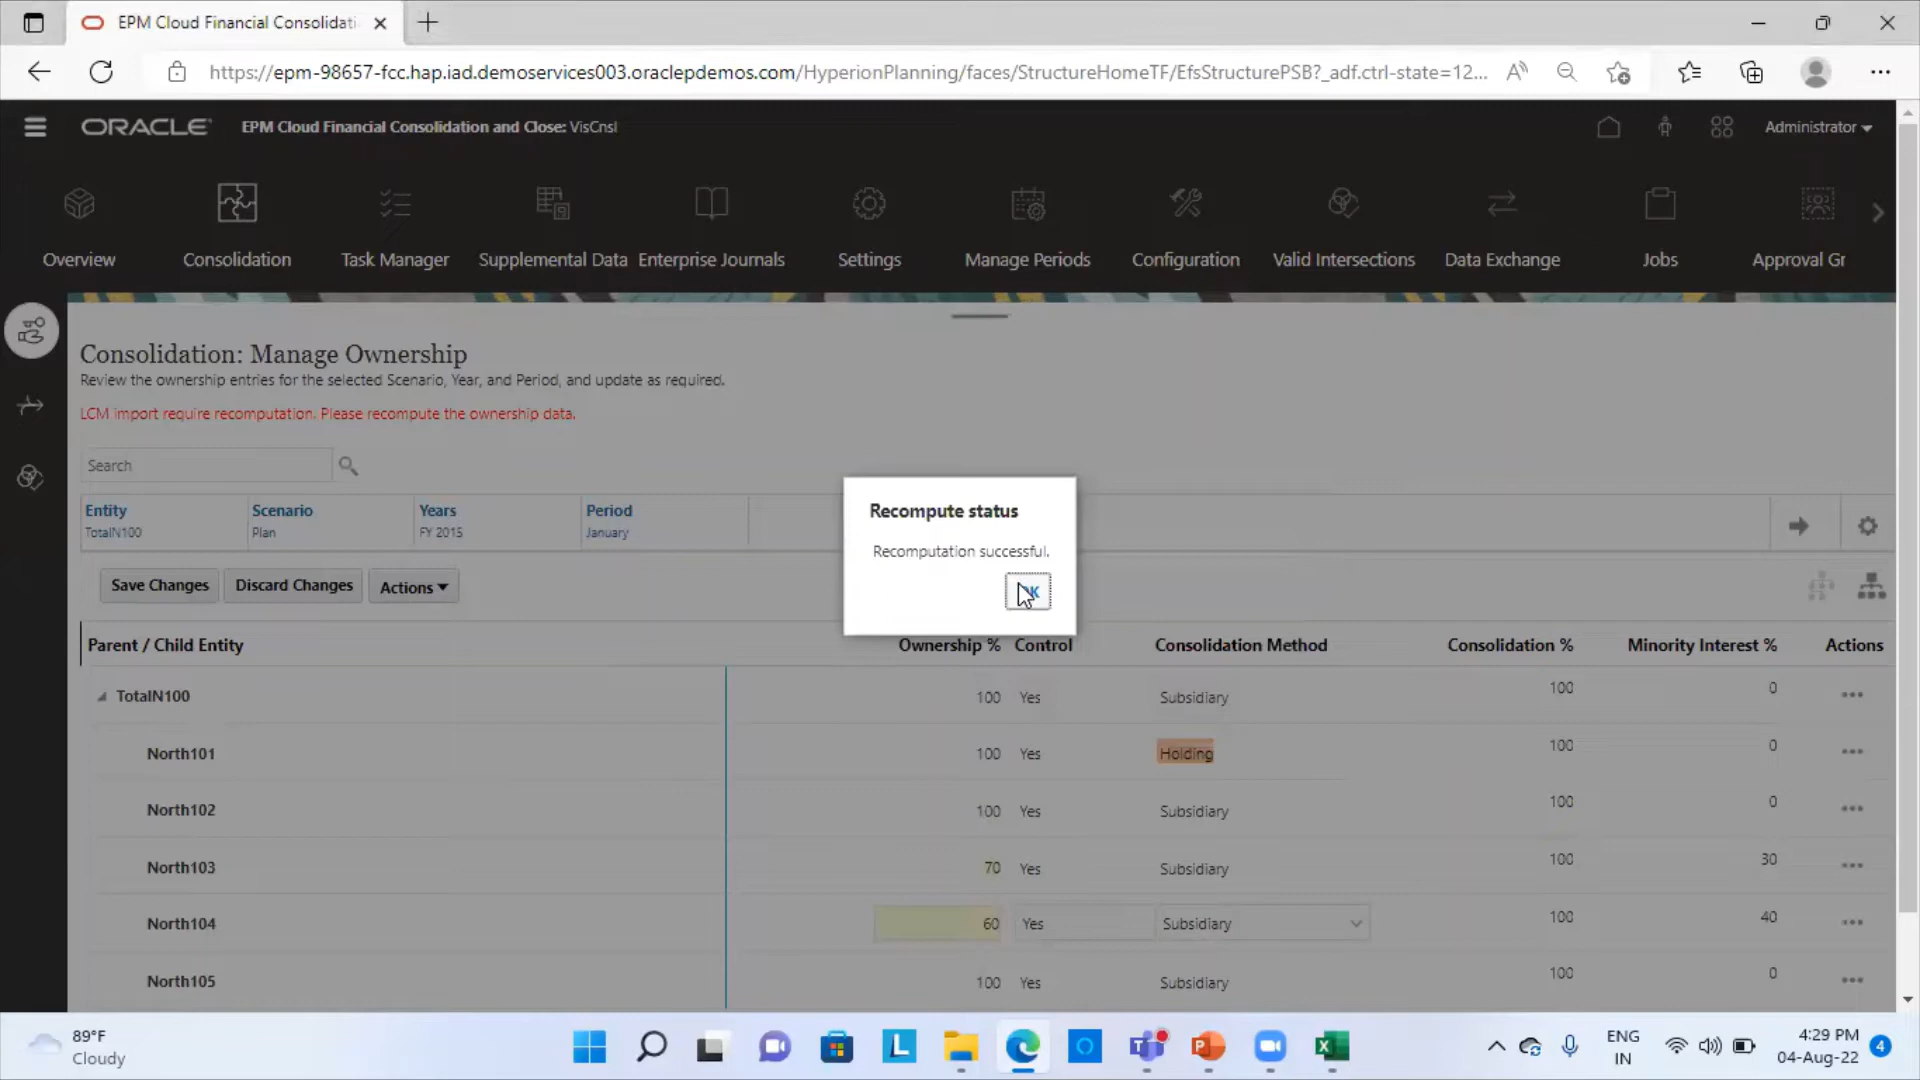 EPM Cloud Financial Consolidati
https://epm-98657-fcc.hap.iad.demoservices003.oraclepdemos.com/HyperionPlanning/faces/StructureHomeTF/EfsStructurePSB?_adf.ctrl-state=12...
ORACLE EPM Cloud Financial Consolidation and Close: VisCnsl
Administrator
Overview Consolidation Task Manager Supplemental Data Enterprise Journals Settings Manage Periods Configuration Valid Intersections Data Exchange Jobs Approval Gr
Consolidation: Manage Ownership
Review the ownership entries for the selected Scenario, Year, and Period, and update as required.
LCM import require recomputation. Please recompute the ownership data.
Search
Entity Scenario Years Period
TotalN100 Plan FY 2015 January
Recompute status
Recomputation successful.
Save Changes Discard Changes Actions
Parent / Child Entity Ownership % Control Consolidation Method Consolidation % Minority Interest % Actions
TotalN100 100 Yes Subsidiary 100 0
North101 100 Yes Holding 100 0
North102 100 Yes Subsidiary 100 0
North103 70 Yes Subsidiary 100 30
North104 60 Yes Subsidiary 100 40
North105 100 Yes Subsidiary 100 0
89°F
Cloudy
ENG
IN
4:29 PM
04-Aug-22
4